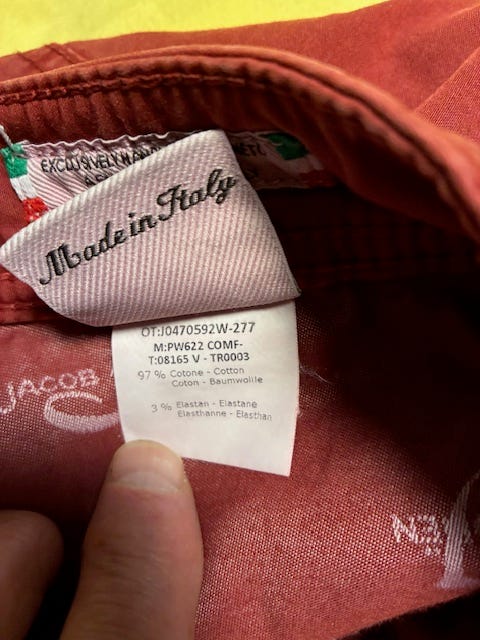 EXCLUSIVELY
Made in Italy
OT:J0470592W-277
M:PW622 COMF-
T:08165 V - TR0003
97 % Cotone - Cotton
Coton - Baumwolle
3 % Elastan - Elastane
Elasthanne - Elasthan
JACOB